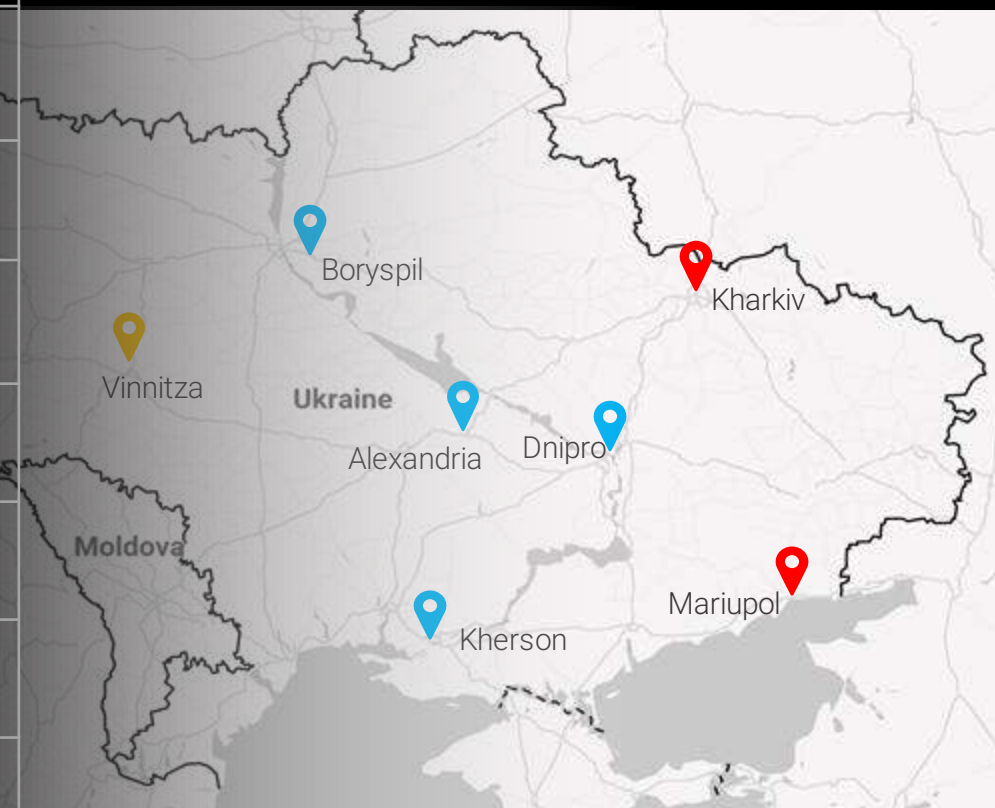 Boryspil
Kharkiv
Vinnitza
Ukraine
Alexandria
Dnipro
Moldova
Mariupol
Kherson